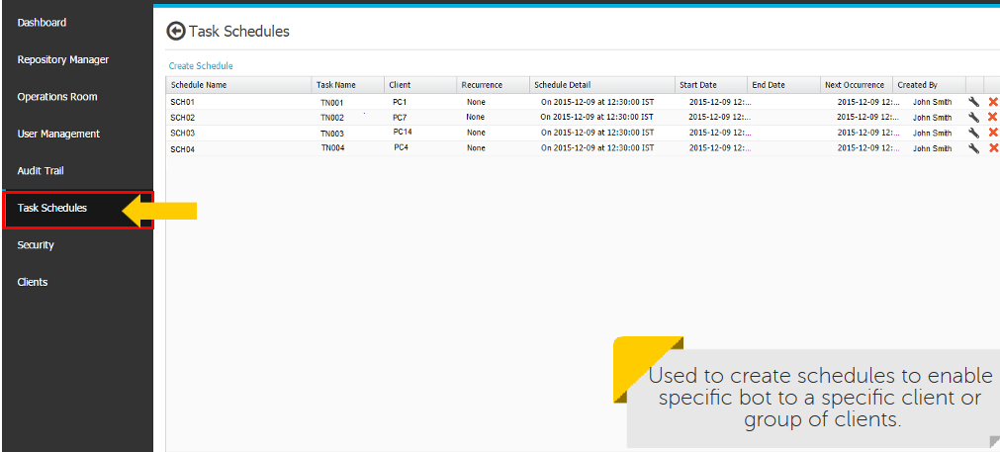 Dashboard
Repository Manager
Operations Room
User Management
Audit Trail
Task Schedules
Security
Clients
Task Schedules
Create Schedule
Schedule Name Task Name Client Recurrence Schedule Detail Start Date End Date Next Occurrence Created By
SCH01 TN001 PC1 None On 2015-12-09 at 12:30:00 IST 2015-12-09 12:... 2015-12-09 12:... John Smith
SCH02 TN002 PC7 None On 2015-12-09 at 12:30:00 IST 2015-12-09 12:... 2015-12-09 12:... John Smith
SCH03 TN003 PC14 None On 2015-12-09 at 12:30:00 IST 2015-12-09 12:... 2015-12-09 12:... John Smith
SCH04 TN004 PC4 None On 2015-12-09 at 12:30:00 IST 2015-12-09 12:... 2015-12-09 12:... John Smith
Used to create schedules to enable
specific bot to a specific client or
group of clients.